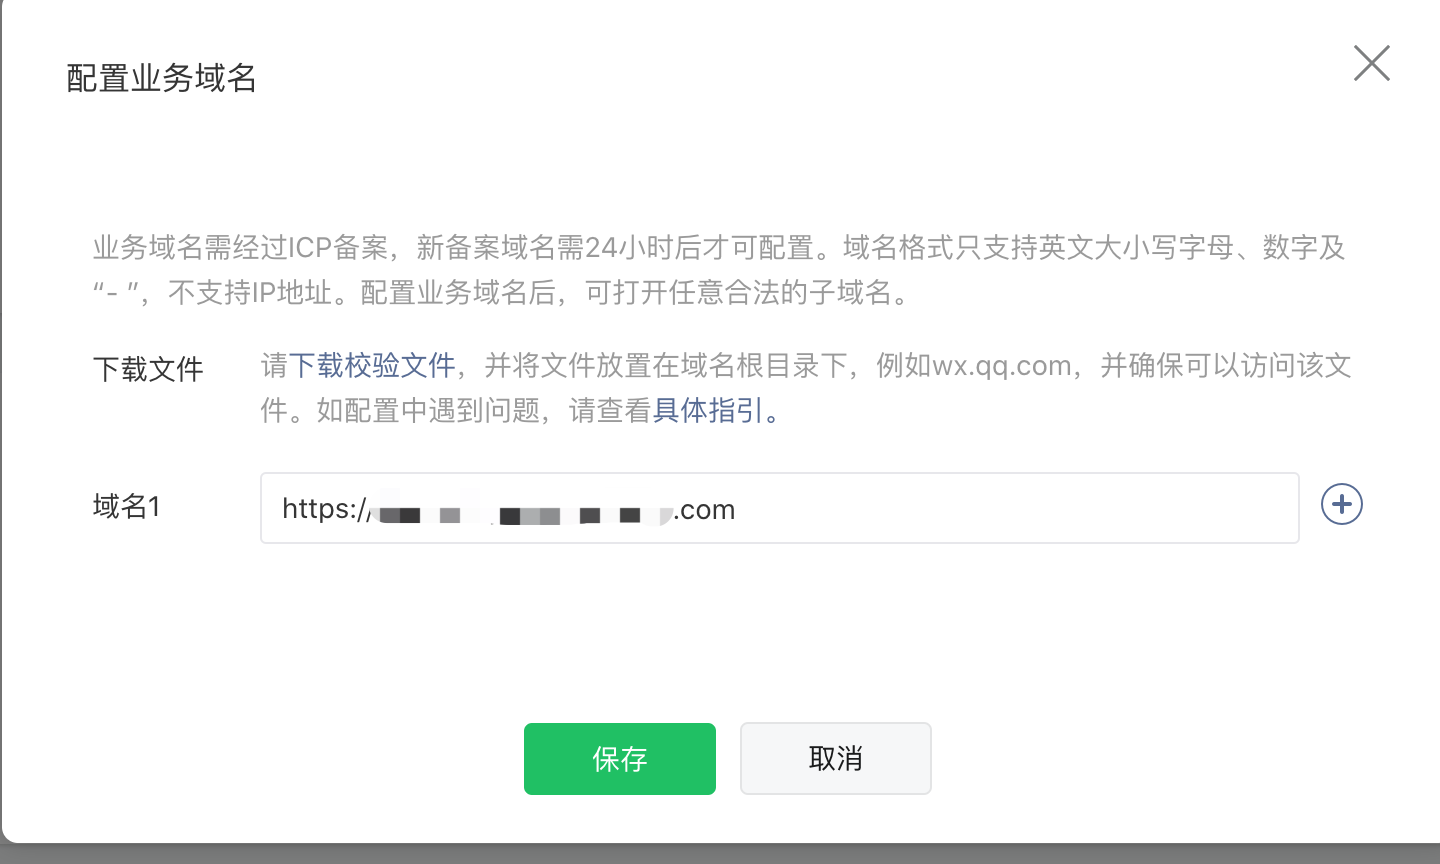 配置业务域名
业务域名需经过ICP备案，新备案域名需24小时后才可配置。域名格式只支持英文大小写字母、数字及
“- ”，不支持IP地址。配置业务域名后，可打开任意合法的子域名。
下载文件
请下载校验文件，并将文件放置在域名根目录下，例如wx.qq.com，并确保可以访问该文
件。如配置中遇到问题，请查看具体指引。
域名1
https:// .com
保存
取消